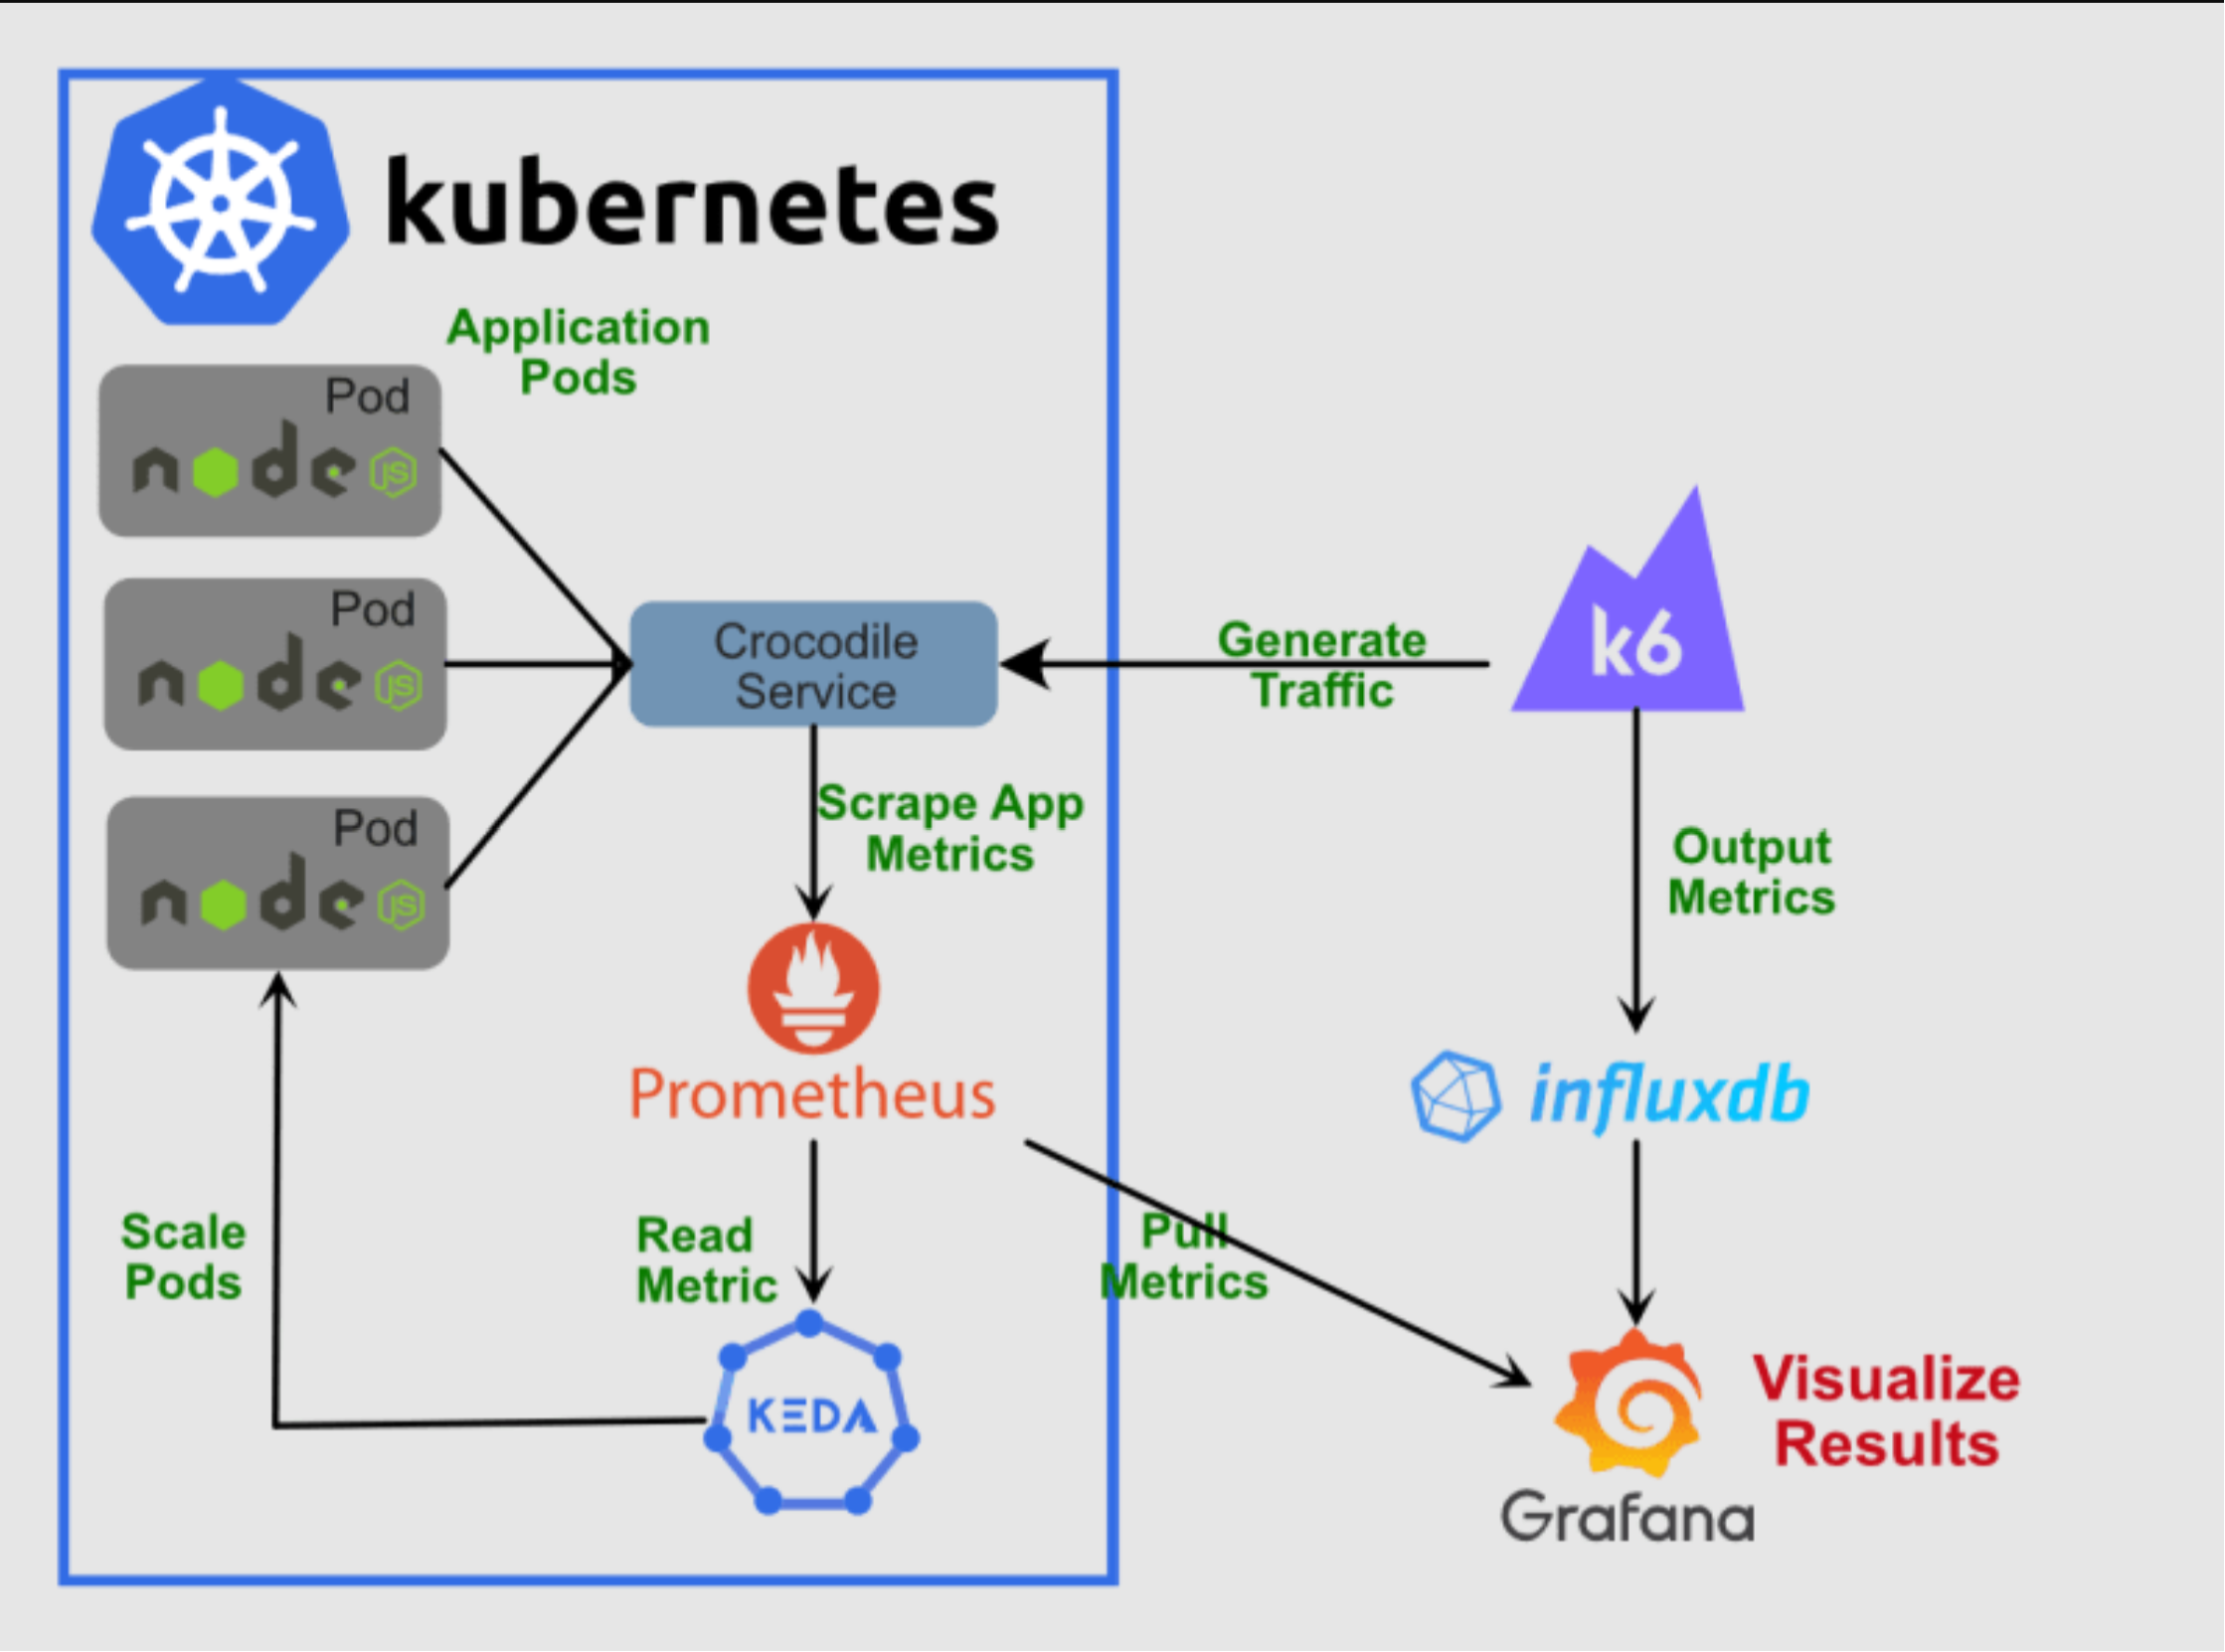 kubernetes
Application
Pods
Pod
node JS
Pod
node JS
Pod
node JS
Crocodile
Service
Generate
Traffic
k6
Scrape App
Metrics
Output
Metrics
Prometheus
influxdb
Scale
Pods
Read
Metric
Pull
Metrics
KEDA
Visualize
Results
Grafana